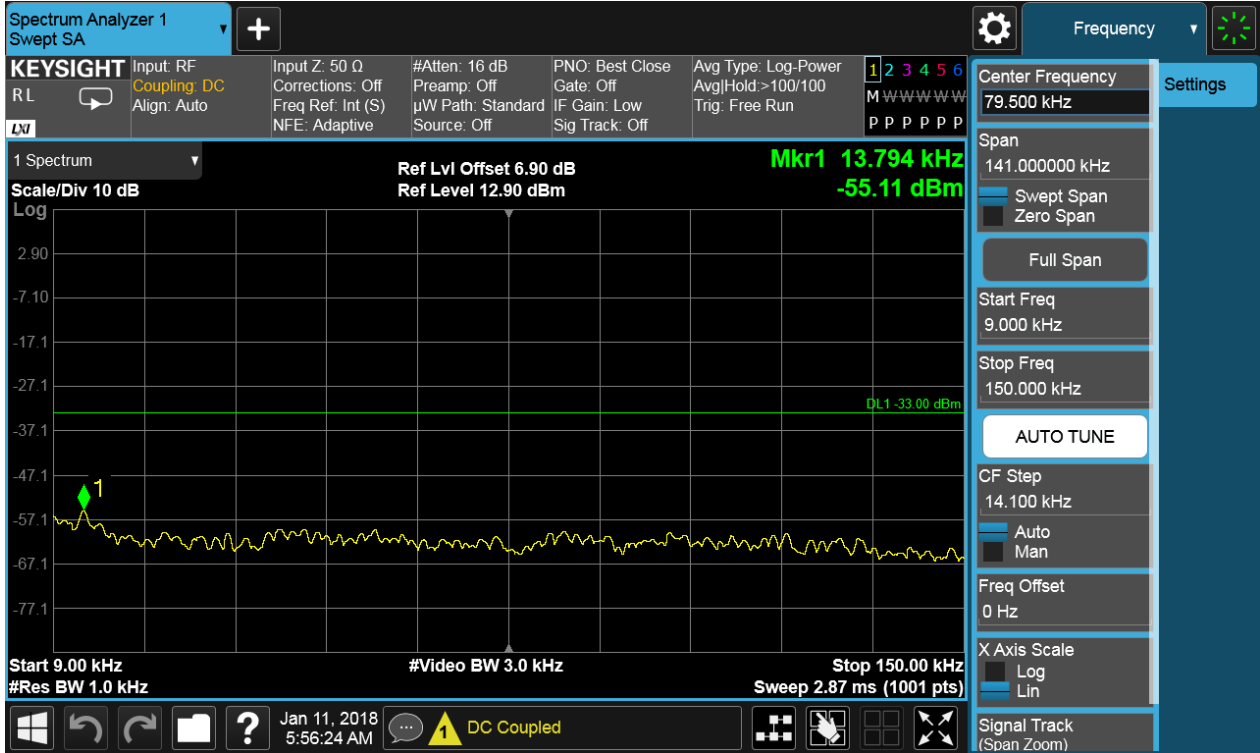 Spectrum Analyzer 1
Swept SA
Frequency
KEYSIGHT
R L
LXI
Input: RF
Coupling: DC
Align: Auto
Input Z: 50 Ω
Corrections: Off
Freq Ref: Int (S)
NFE: Adaptive
#Atten: 16 dB
Preamp: Off
µW Path: Standard
Source: Off
PNO: Best Close
Gate: Off
IF Gain: Low
Sig Track: Off
Avg Type: Log-Power
Avg|Hold:>100/100
Trig: Free Run
1 2 3 4 5 6
M W W W W W
P P P P P P
1 Spectrum
Scale/Div 10 dB
Log
Ref Lvl Offset 6.90 dB
Ref Level 12.90 dBm
Mkr1 13.794 kHz
-55.11 dBm
2.90
-7.10
-17.1
-27.1
DL1 -33.00 dBm
-37.1
-47.1
1
-57.1
-67.1
-77.1
Start 9.00 kHz
#Res BW 1.0 kHz
#Video BW 3.0 kHz
Stop 150.00 kHz
Sweep 2.87 ms (1001 pts)
Center Frequency
79.500 kHz
Span
141.000000 kHz
Swept Span
Zero Span
Full Span
Start Freq
9.000 kHz
Stop Freq
150.000 kHz
AUTO TUNE
CF Step
14.100 kHz
Auto
Man
Freq Offset
0 Hz
X Axis Scale
Log
Lin
Signal Track
(Span Zoom)
Settings
?
Jan 11, 2018
5:56:24 AM
1
DC Coupled